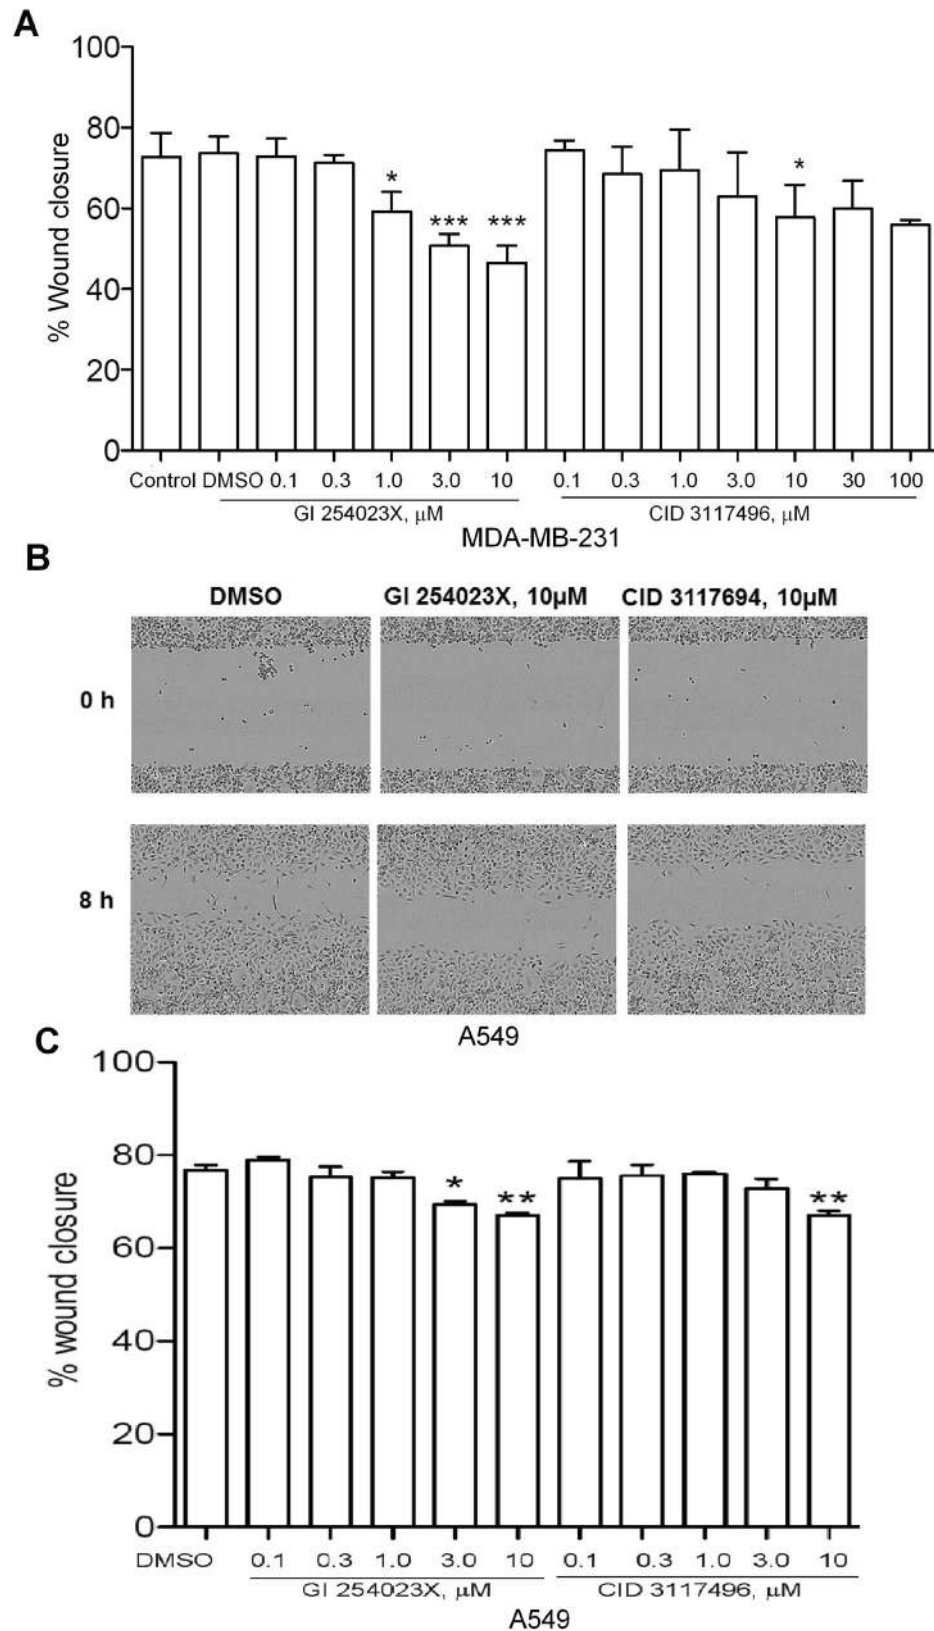 A
100
80
60
40
20
0
% Wound closure
*
***
***
*
Control DMSO 0.1 0.3 1.0 3.0 10 0.1 0.3 1.0 3.0 10 30 100
GI 254023X, μM CID 3117496, μM
MDA-MB-231
B
DMSO GI 254023X, 10μM CID 3117694, 10μM
0 h
8 h
A549
C
100
80
60
40
20
0
% wound closure
*
**
**
DMSO 0.1 0.3 1.0 3.0 10 0.1 0.3 1.0 3.0 10
GI 254023X, μM CID 3117496, μM
A549